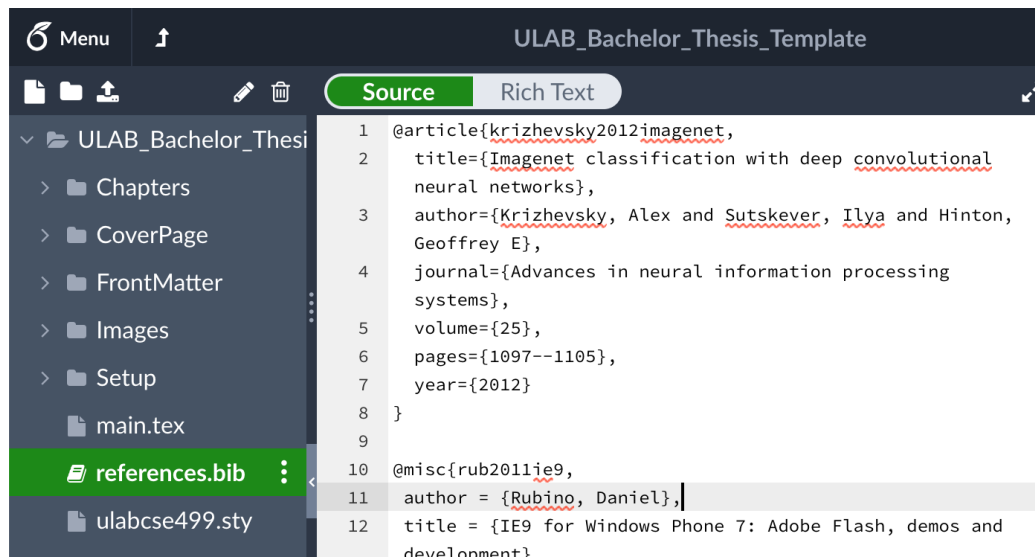 Menu
ULAB_Bachelor_Thesis_Template
Source
Rich Text
ULAB_Bachelor_Thesi
Chapters
CoverPage
FrontMatter
Images
Setup
main.tex
references.bib
ulabcse499.sty
1 @article{krizhevsky2012imagenet,
2 title={Imagenet classification with deep convolutional
neural networks},
3 author={Krizhevsky, Alex and Sutskever, Ilya and Hinton,
Geoffrey E},
4 journal={Advances in neural information processing
systems},
5 volume={25},
6 pages={1097--1105},
7 year={2012}
8 }
9
10 @misc{rub2011ie9,
11 author = {Rubino, Daniel},
12 title = {IE9 for Windows Phone 7: Adobe Flash, demos and
development}